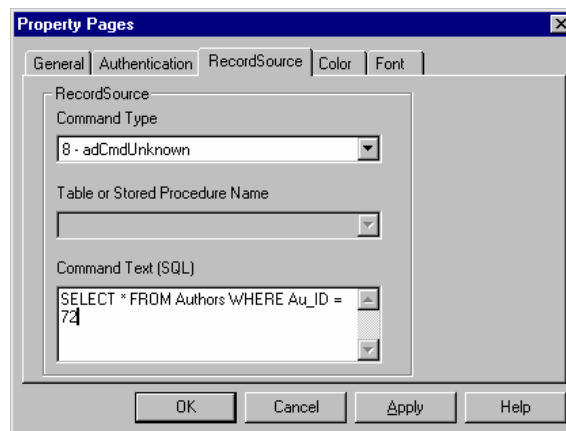 Property Pages
General Authentication RecordSource Color Font
RecordSource
Command Type
8 - adCmdUnknown
Table or Stored Procedure Name
Command Text (SQL)
SELECT * FROM Authors WHERE Au_ID =
72
OK Cancel Apply Help